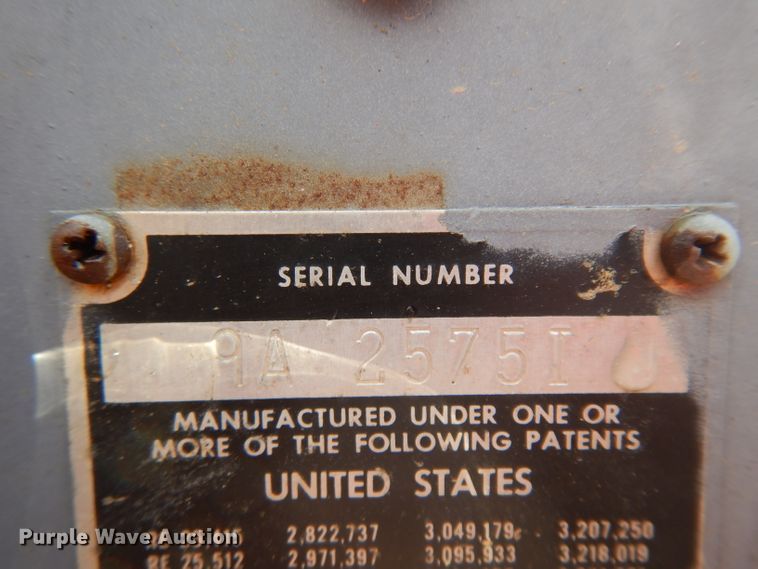 SERIAL NUMBER
9A 2575I
MANUFACTURED UNDER ONE OR
MORE OF THE FOLLOWING PATENTS
UNITED STATES
2,822,737 3,049,179 3,207,250
RE 25,512 2,971,397 3,095,933 3,218,019
Purple Wave Auction